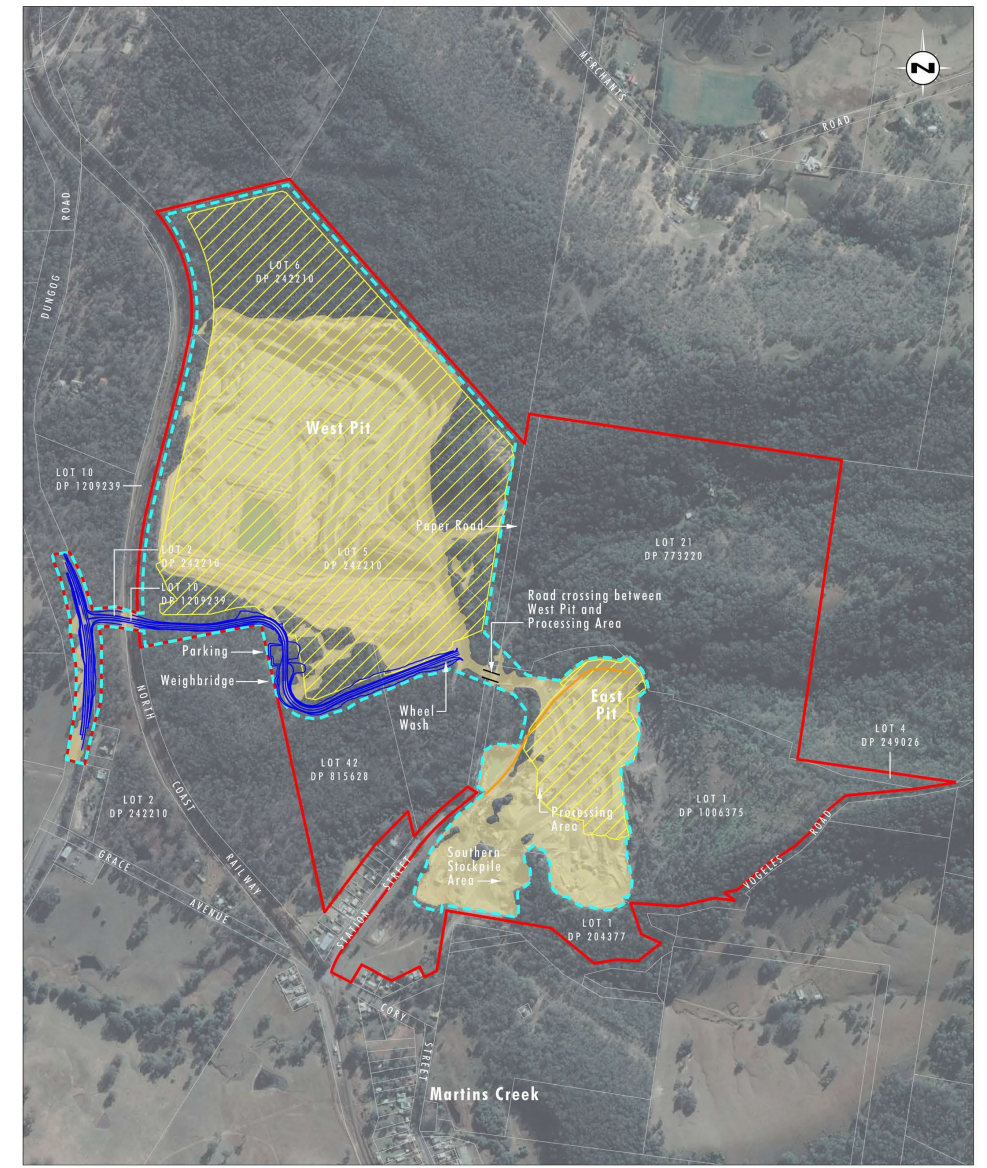 MERCHANTS
ROAD
N
ROAD
DUNGOG
LOT 6
DP 242210
West Pit
LOT 10
DP 1209239
Paper Road
LOT 2
DP 242210
LOT 5
DP 242210
LOT 21
DP 773220
LOT 10
DP 1209239
Road crossing between
West Pit and
Processing Area
Parking
Weighbridge
East
Pit
NORTH
COAST
RAILWAY
Wheel
Wash
LOT 4
DP 249026
LOT 42
DP 815628
LOT 2
DP 242210
LOT 1
DP 1006375
Processing
Area
VOGELES
ROAD
GRACE
AVENUE
Southern
Stockpile
Area
STATION
STREET
LOT 1
DP 204377
CORY
STREET
Martins Creek